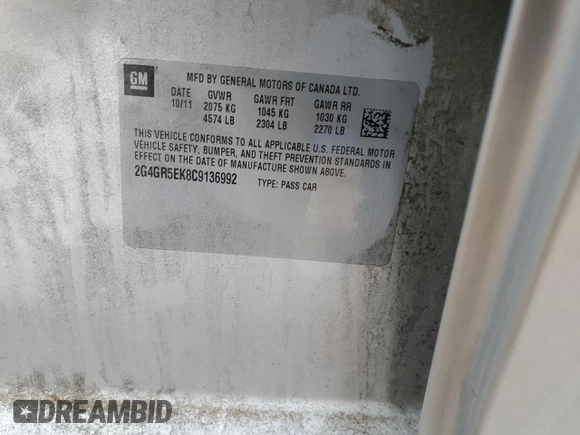 GM
MFD BY GENERAL MOTORS OF CANADA LTD.
DATE GVWR GAWR FRT GAWR RR
10/11 2075 KG 1045 KG 1030 KG
4574 LB 2304 LB 2270 LB
THIS VEHICLE CONFORMS TO ALL APPLICABLE U.S. FEDERAL MOTOR
VEHICLE SAFETY, BUMPER, AND THEFT PREVENTION STANDARDS IN
EFFECT ON THE DATE OF MANUFACTURE SHOWN ABOVE.
2G4GR5EK8C9136992 TYPE: PASS CAR
DREAMBID